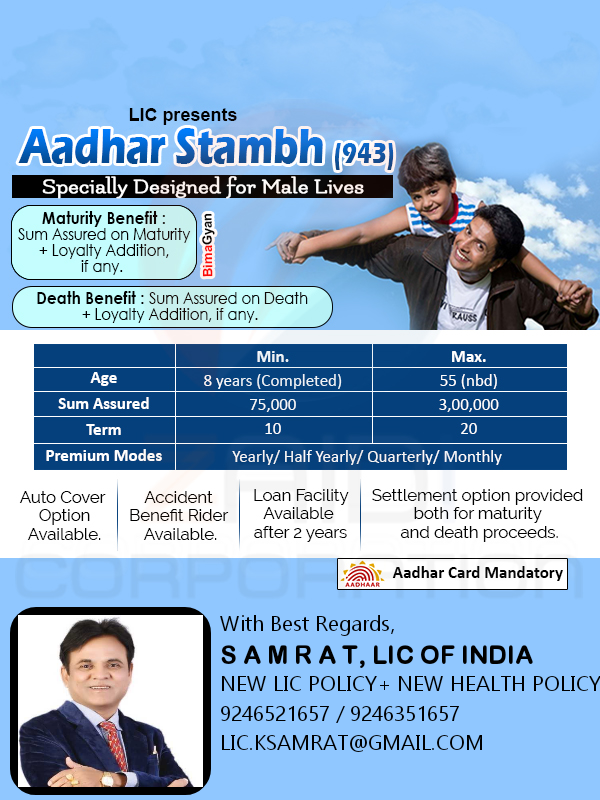 LIC presents
Aadhar Stambh (943)
Specially Designed for Male Lives
Maturity Benefit :
Sum Assured on Maturity
+ Loyalty Addition,
if any.
BimaGyan
Death Benefit : Sum Assured on Death
+ Loyalty Addition, if any.
KAUSS
Min. Max.
Age 8 years (Completed) 55 (nbd)
Sum Assured 75,000 3,00,000
Term 10 20
Premium Modes Yearly/ Half Yearly/ Quarterly/ Monthly
Auto Cover
Option
Available.
Accident
Benefit Rider
Available.
Loan Facility
Available
after 2 years
Settlement option provided
both for maturity
and death proceeds.
CORPORATION
AADHAAR
Aadhar Card Mandatory
With Best Regards,
S A M R A T, LIC OF INDIA
NEW LIC POLICY+ NEW HEALTH POLICY
9246521657 / 9246351657
LIC.KSAMRAT@GMAIL.COM